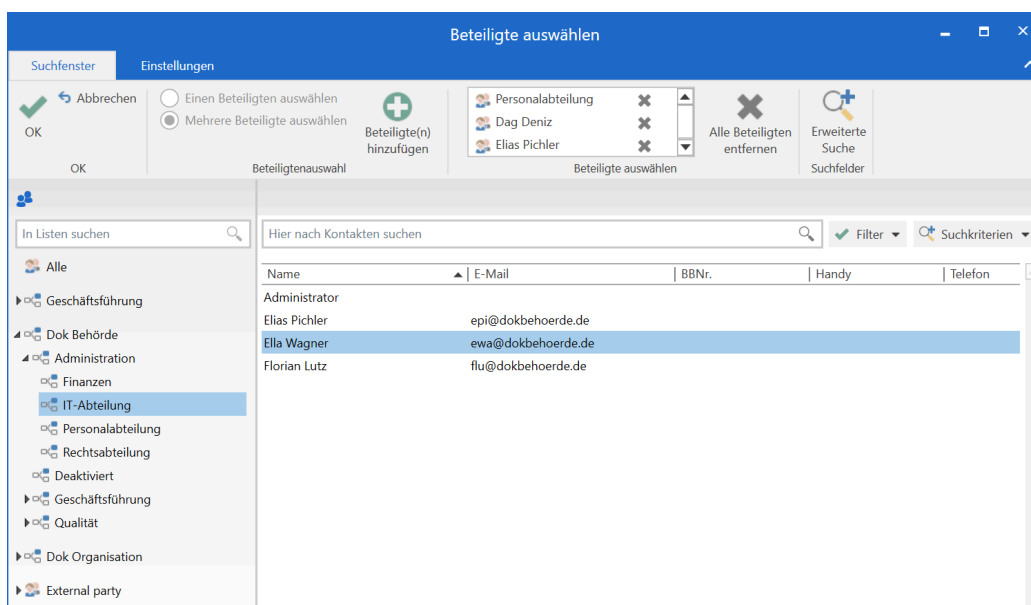 Beteiligte auswählen
Suchfenster
Einstellungen
OK
Abbrechen
OK
Einen Beteiligten auswählen
Mehrere Beteiligte auswählen
Beteiligte(n)
hinzufügen
Beteiligtenauswahl
Personalabteilung
Dag Deniz
Elias Pichler
Alle Beteiligten
entfernen
Beteiligte auswählen
Erweiterte
Suche
Suchfelder
In Listen suchen
Alle
Geschäftsführung
Dok Behörde
Administration
Finanzen
IT-Abteilung
Personalabteilung
Rechtsabteilung
Deaktiviert
Geschäftsführung
Qualität
Dok Organisation
External party
Hier nach Kontakten suchen
Filter
Suchkriterien
Name E-Mail BBNr. Handy Telefon
Administrator
Elias Pichler epi@dokbehoerde.de
Ella Wagner ewa@dokbehoerde.de
Florian Lutz flu@dokbehoerde.de